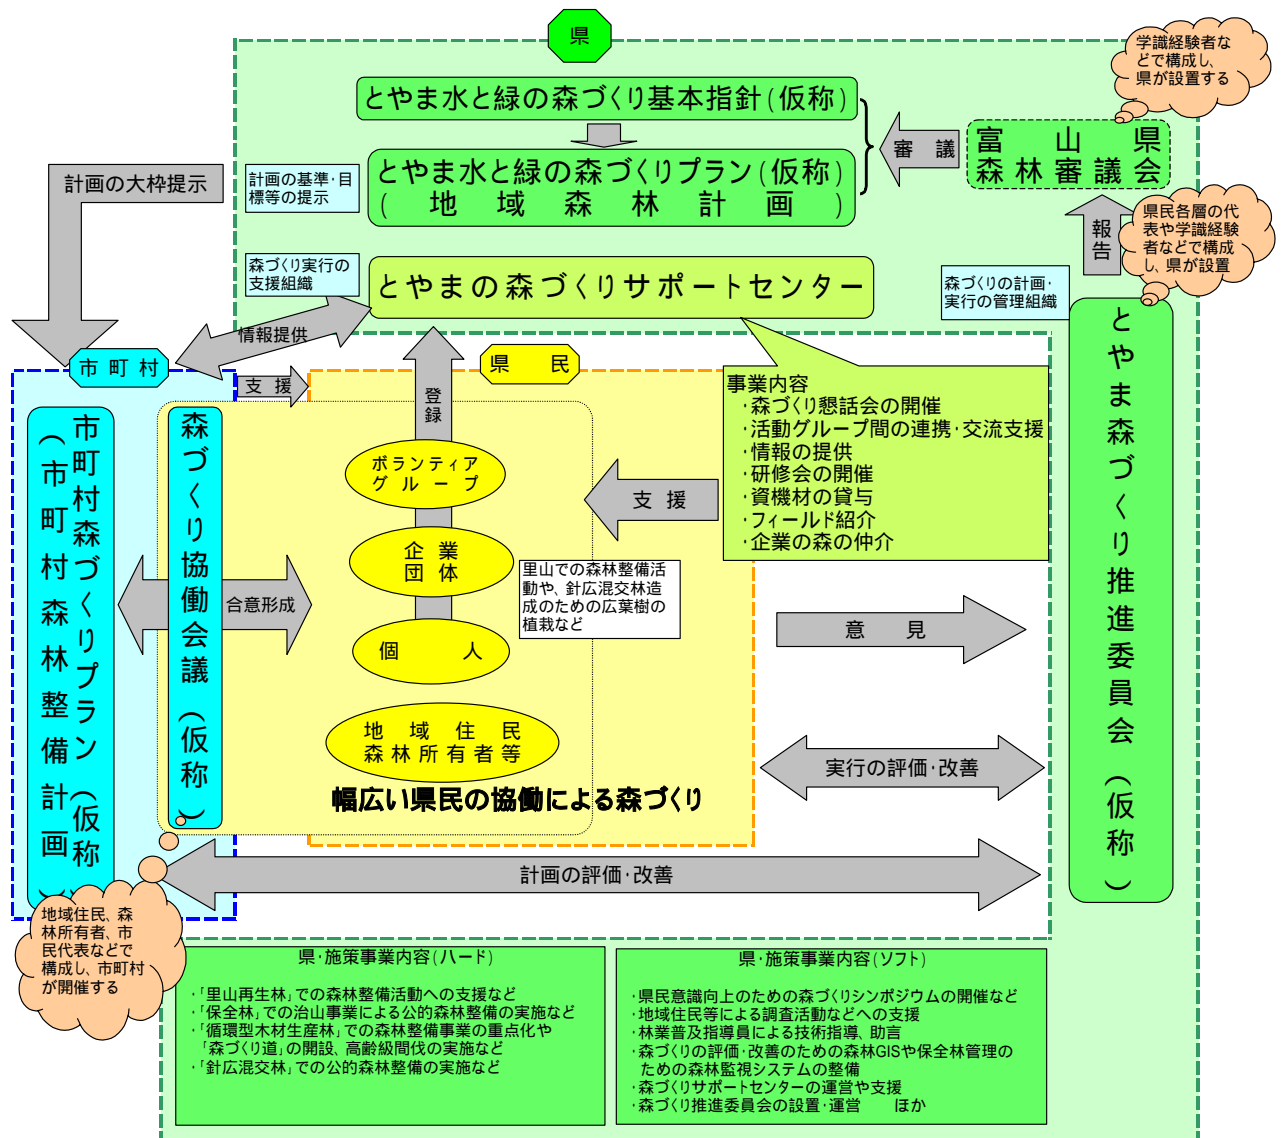 県
学識経験者な
どで構成し、
県が設置する
とやま水と緑の森づくり基本指針(仮称)
富山県
森林審議会
審議
とやま水と緑の森づくりプラン(仮称)
(地域森林計画)
計画の基準・目
標等の提示
計画の大枠提示
県民各層の代
表や学識経験
者などで構成
し、県が設置
報告
森づくり実行の
支援組織
とやまの森づくりサポートセンター
森づくりの計画・
実行の管理組織
情報提供
市町村
支援
県民
登録
事業内容
・森づくり懇話会の開催
・活動グループ間の連携・交流支援
・情報の提供
・研修会の開催
・資機材の貸与
・フィールド紹介
・企業の森の仲介
とやま森づくり推進委員会(仮称)
市町村森づくりプラン(仮称)
(市町村森林整備計画)
森づくり協働会議(仮称)
ボランティア
グループ
支援
企業
団体
里山での森林整備活
動や、針広混交林造
成のための広葉樹の
植栽など
合意形成
個人
意見
地域住民
森林所有者等
実行の評価・改善
幅広い県民の協働による森づくり
計画の評価・改善
地域住民、森
林所有者、市
民代表などで
構成し、市町村
が開催する
県・施策事業内容(ハード)
・「里山再生林」での森林整備活動への支援など
・「保全林」での治山事業による公的森林整備の実施など
・「循環型木材生産林」での森林整備事業の重点化や
「森づくり道」の開設、高齢級間伐の実施など
・「針広混交林」での公的森林整備の実施など
県・施策事業内容(ソフト)
・県民意識向上のための森づくりシンポジウムの開催など
・地域住民等による調査活動などへの支援
・林業普及指導員による技術指導、助言
・森づくりの評価・改善のための森林GISや保全林管理の
ための森林監視システムの整備
・森づくりサポートセンターの運営や支援
・森づくり推進委員会の設置・運営 ほか